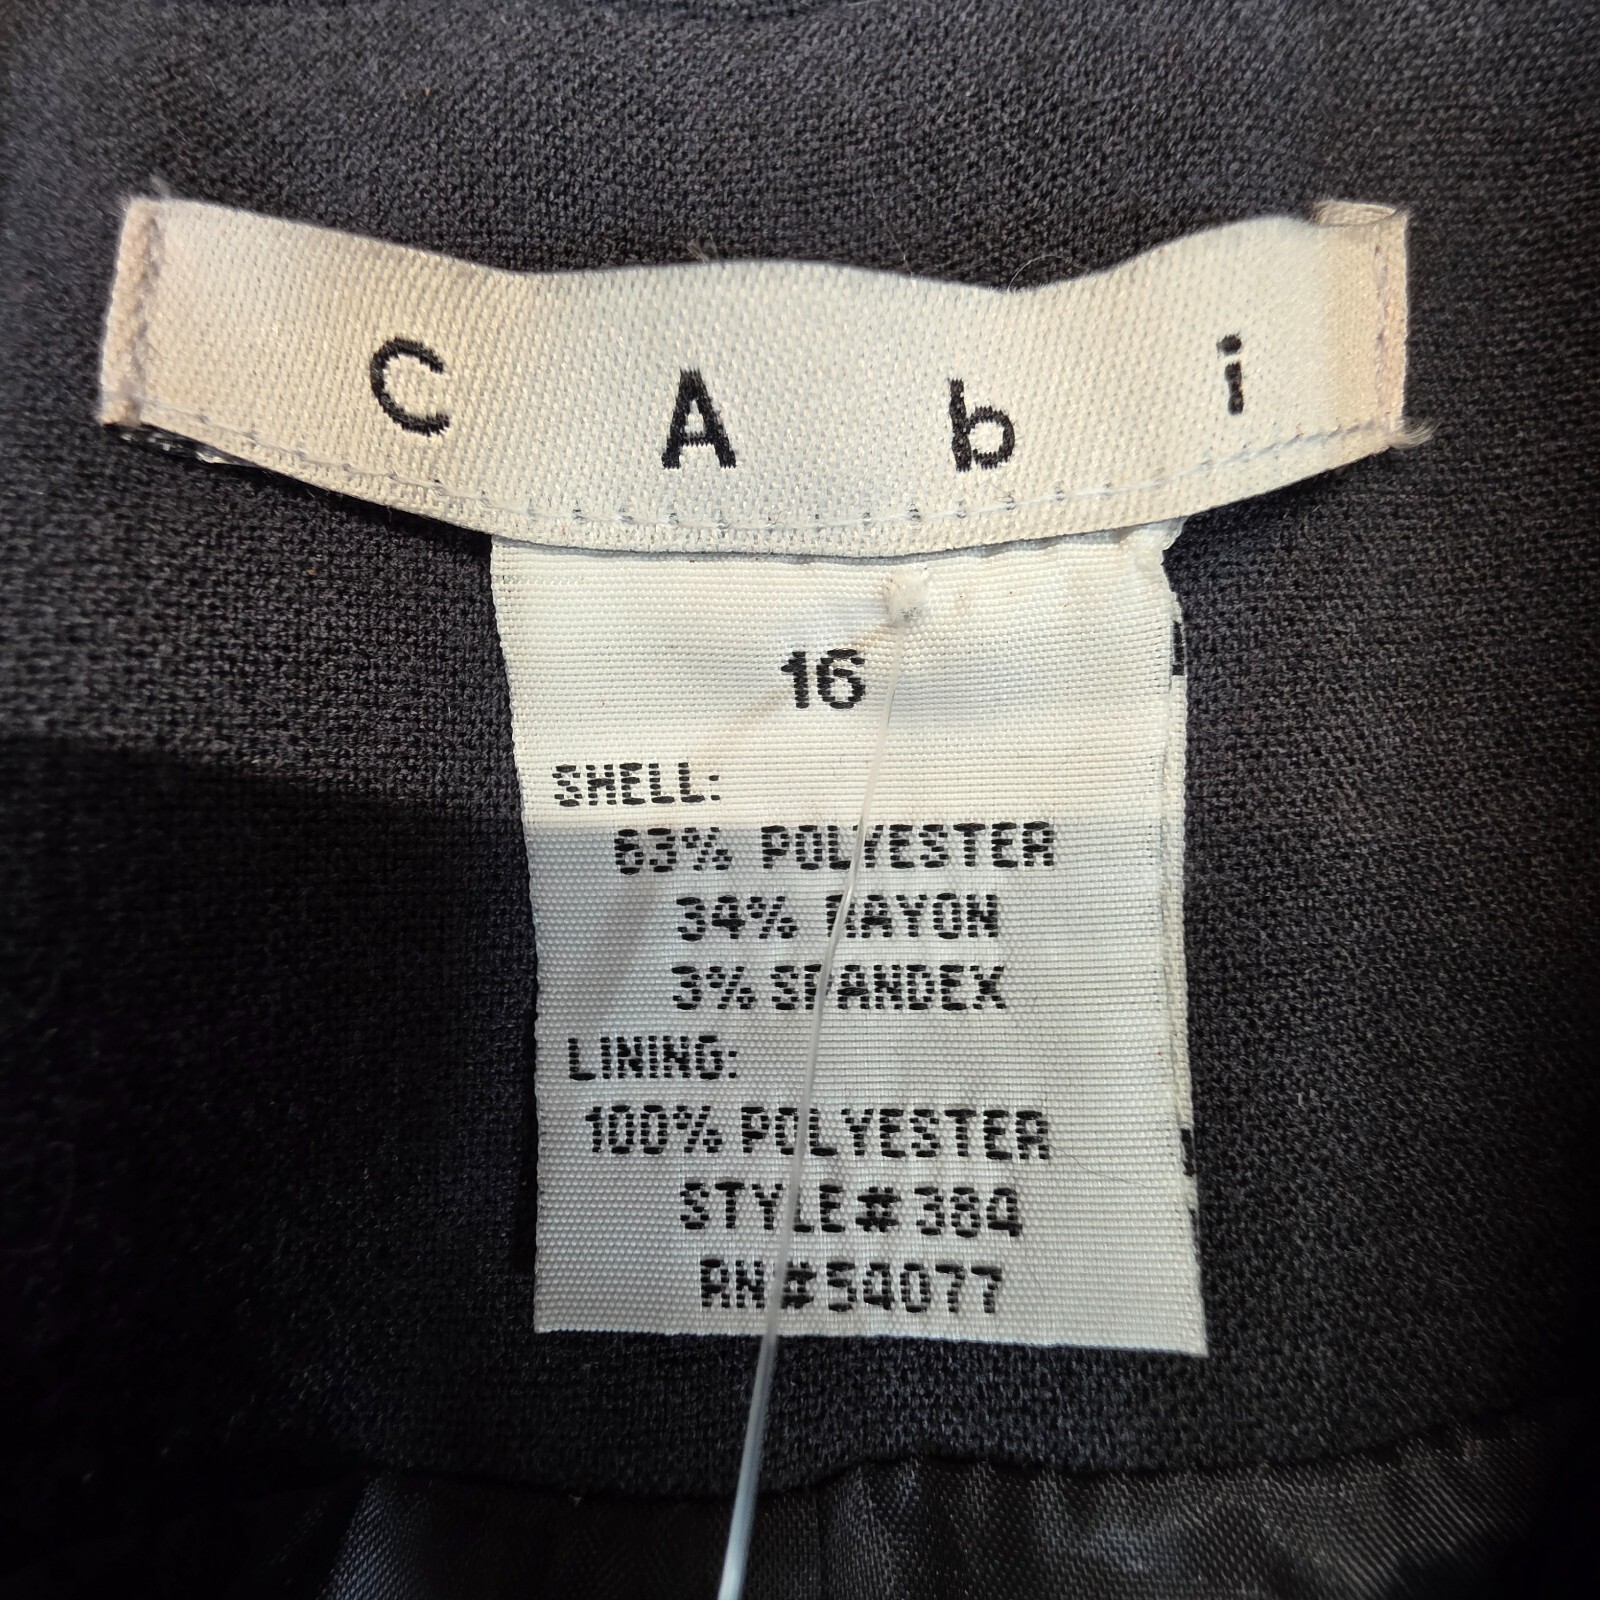 CAbi
16
SHELL:
63% POLYESTER
34% RAYON
3% SPANDEX
LINING:
100% POLYESTER
STYLE#384
RN#54077